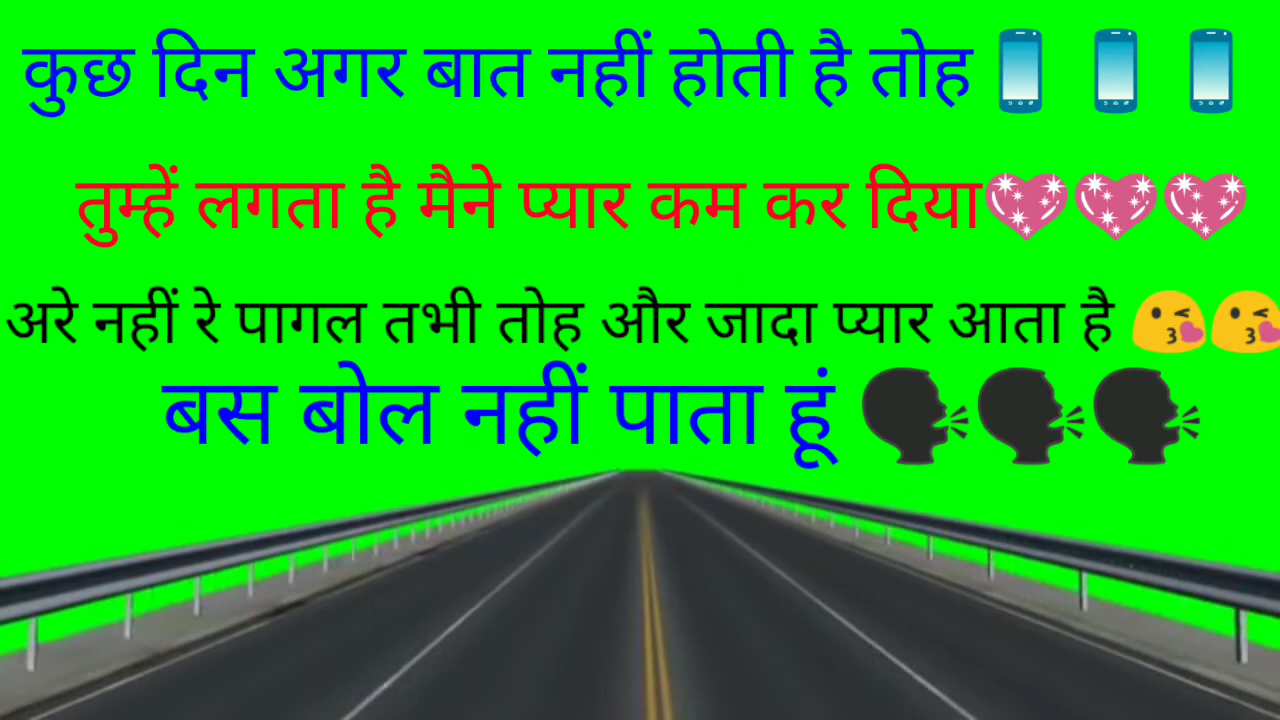 कुछ दिन अगर बात नहीं होती है तोह 📱 📱 📱
तुम्हें लगता है मैने प्यार कम कर दिया💖💖💖
अरे नहीं रे पागल तभी तोह और जादा प्यार आता है 😘😘
बस बोल नहीं पाता हूं 🗣🗣🗣